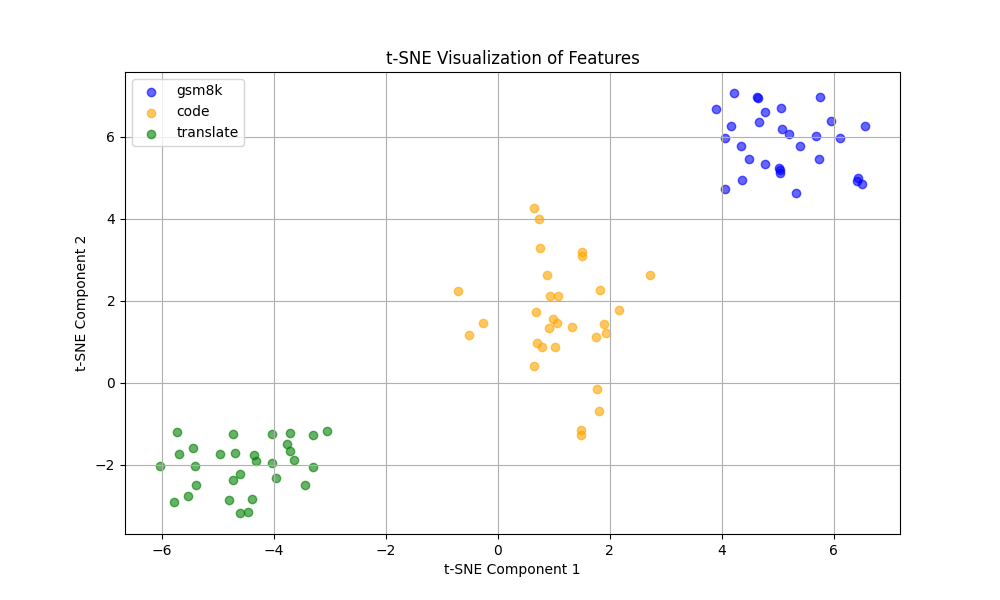 t-SNE Visualization of Features
gsm8k
code
translate
6
4
2
0
−2
t-SNE Component 2
−6
−4
−2
0
2
4
6
t-SNE Component 1